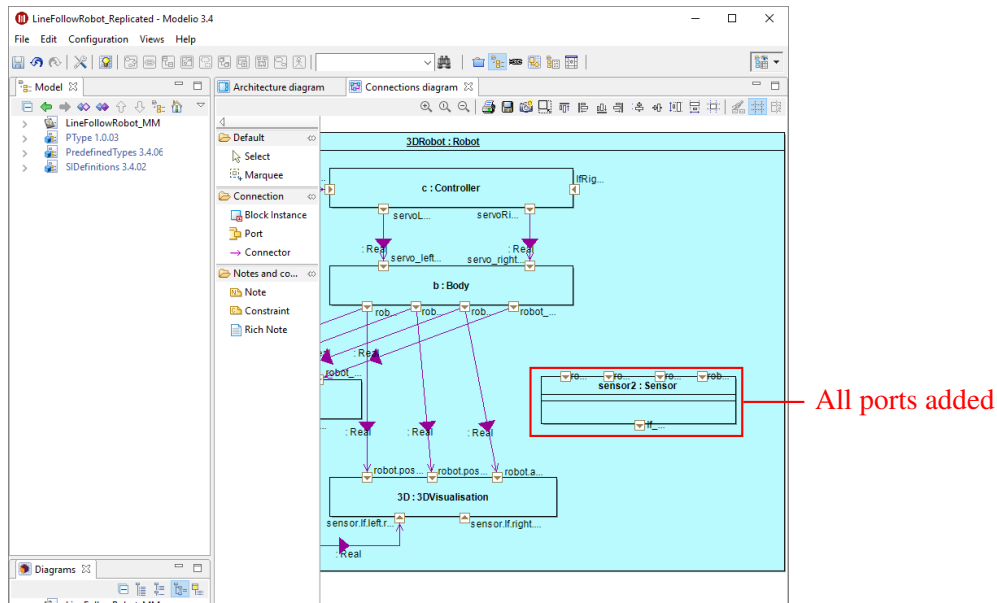 LineFollowRobot_Replicated - Modelio 3.4
File Edit Configuration Views Help
Model
Architecture diagram
Connections diagram
LineFollowRobot_MM
PType 1.0.03
PredefinedTypes 3.4.06
SIDefinitions 3.4.02
Default
Select
Marquee
Connection
Block Instance
Port
Connector
Notes and co...
Note
Constraint
Rich Note
3DRobot : Robot
c : Controller
lfRig...
servoL...
servoRi...
: Real
: Real
servo_left...
servo_right...
b : Body
rob...
rob...
rob...
robot_...
: Real
robot_...
ro...
ro...
ro...
rob...
sensor2 : Sensor
lf_...
All ports added
: Real
: Real
: Real
robot.pos...
robot.pos...
robot.a...
3D : 3DVisualisation
sensor.lf.left.r...
sensor.lf.right....
: Real
Diagrams